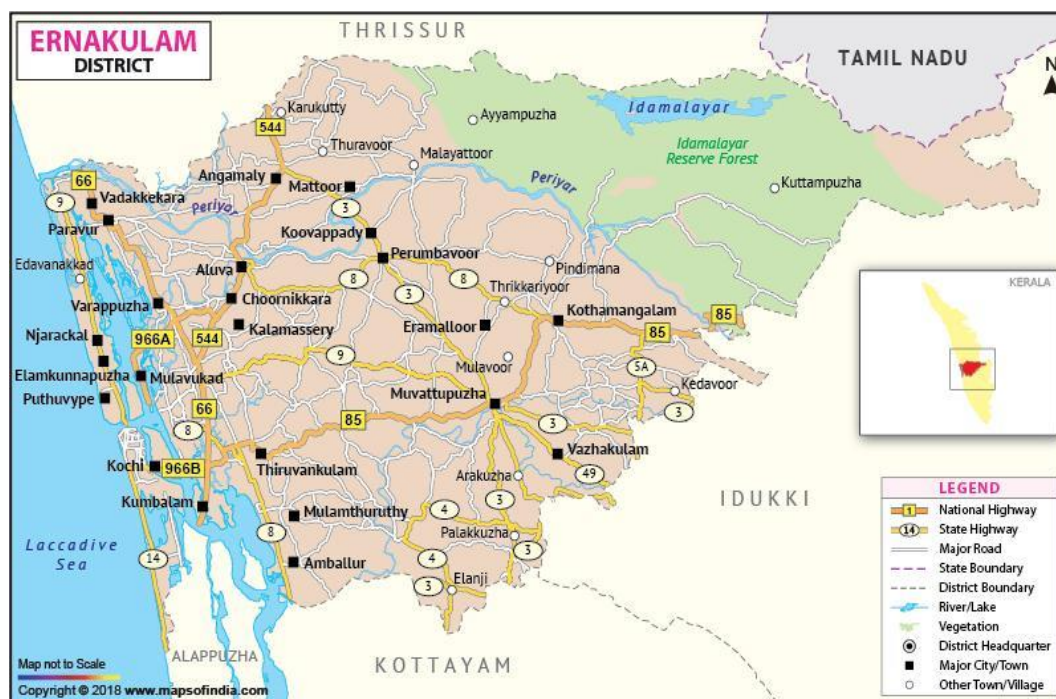 ERNAKULAM
DISTRICT
THRISSUR
TAMIL NADU
N
Karukutty
544
Ayyampuzha
Idamalayar
Thuravoor
Malayattoor
Idamalayar
Reserve Forest
66
Angamaly
Mattoor
Periyar
Kuttampuzha
9
Vadakkekara
Periyar
3
Paravur
Koovappady
Perumbavoor
Edavanakkad
Aluva
8
8
Pindimana
Varappuzha
Choornikkara
3
Thrikkariyoor
KERALA
Kalamassery
Eramalloor
Kothamangalam
85
85
Njarackal
966A
544
9
Mulavoor
5A
Elamkunnapuzha
Mulavukad
Kedavoor
Puthuvype
66
Muvattupuzha
3
8
85
3
Kochi
966B
Thiruvankulam
Vazhakulam
Arakuzha
49
Kumbalam
Mulamthuruthy
3
IDUKKI
4
8
Palakkuzha
3
Laccadive
Sea
14
Amballur
4
3
Elanji
ALAPPUZHA
KOTTAYAM
LEGEND
1 National Highway
14 State Highway
Major Road
State Boundary
District Boundary
River/Lake
Vegetation
District Headquarter
Major City/Town
Other Town/Village
Map not to Scale
Copyright © 2018 www.mapsofindia.com